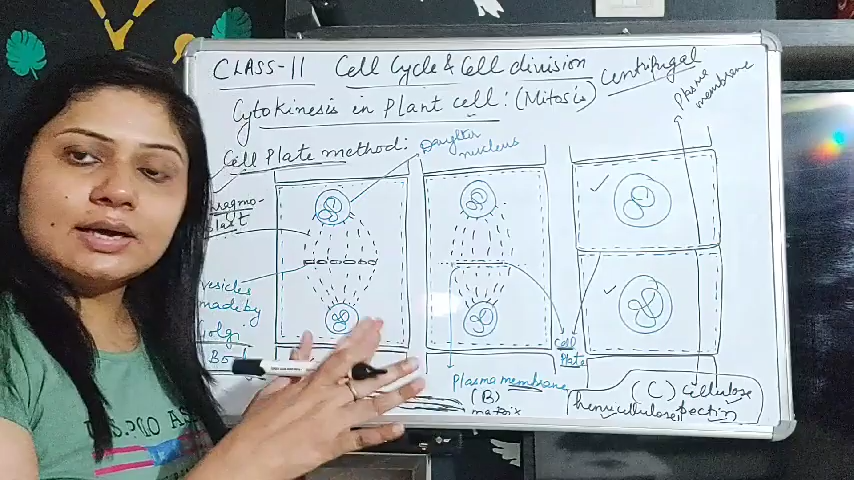 CLASS-11 Cell Cycle & Cell division
Cytokinesis in Plant cell: (Mitosis) Centrifugal
Plasma
membrane
Cell Plate method:
Daughter
nucleus
vesicles
made by
Golgi
Cell
Plate
Plasma membrane
(B)
matrix
(C) Cellulose
hemicellulose pectin